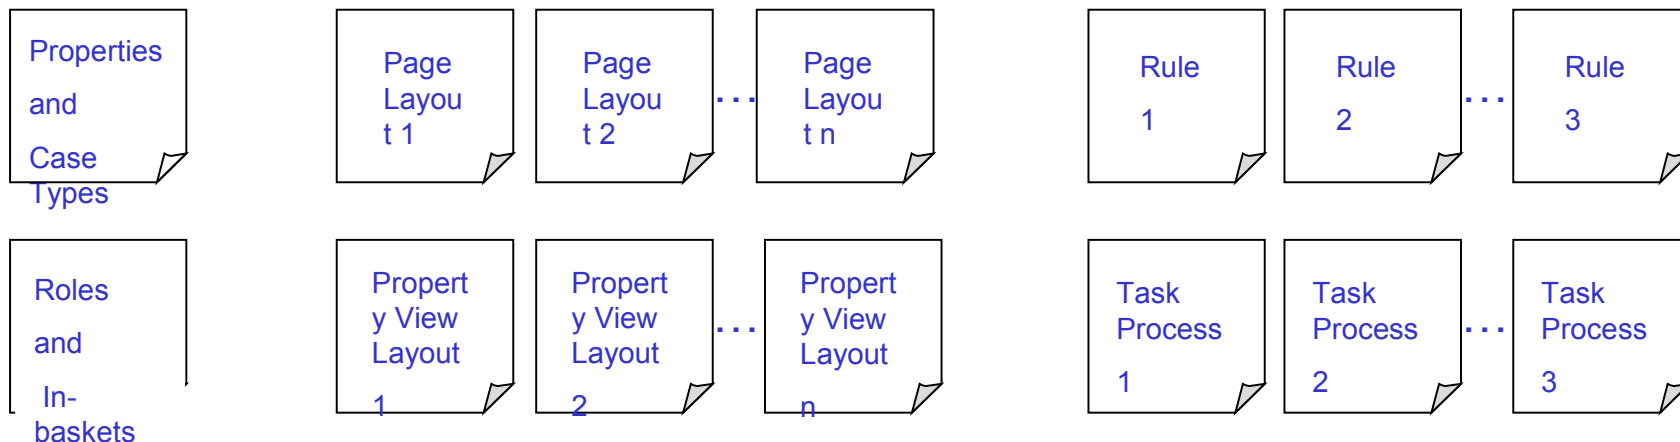 Properties
and
Case
Types
Page
Layou
t 1
Page
Layou
t 2
...
Page
Layou
t n
Rule
1
Rule
2
...
Rule
3
Roles
and
In-
baskets
Propert
y View
Layout
1
Propert
y View
Layout
2
...
Propert
y View
Layout
n
Task
Process
1
Task
Process
2
...
Task
Process
3